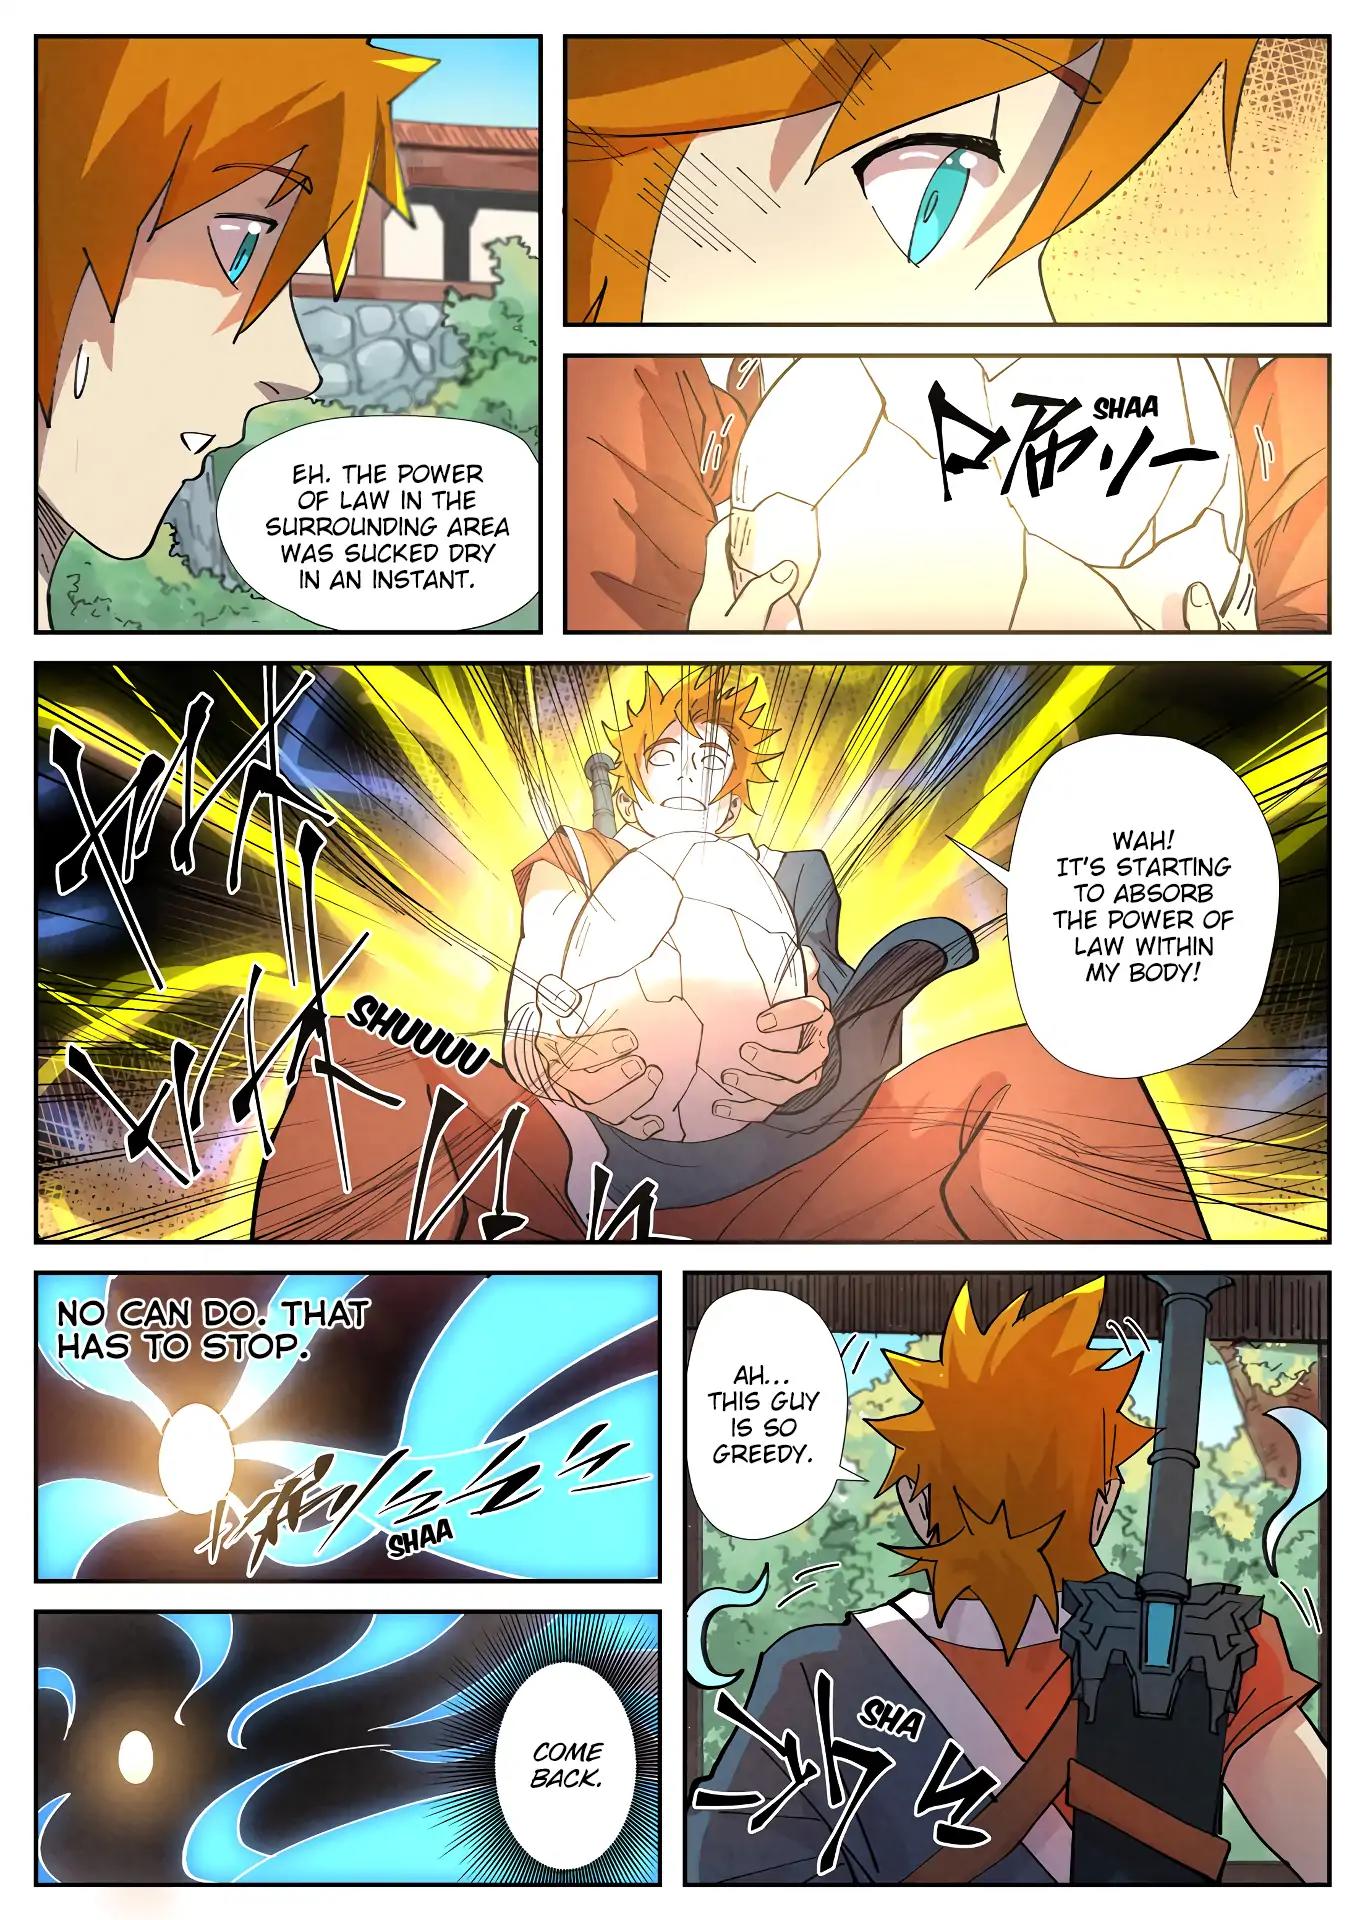 EH. THE POWER
OF LAW IN THE
SURROUNDING AREA
WAS SUCKED DRY
IN AN INSTANT.
SHAA
WAH!
IT'S STARTING
TO ABSORB
THE POWER OF
LAW WITHIN
MY BODY!
SHUUUU
NO CAN DO. THAT
HAS TO STOP.
SHAA
AH...
THIS GUY
IS SO
GREEDY.
SHA
COME
BACK.